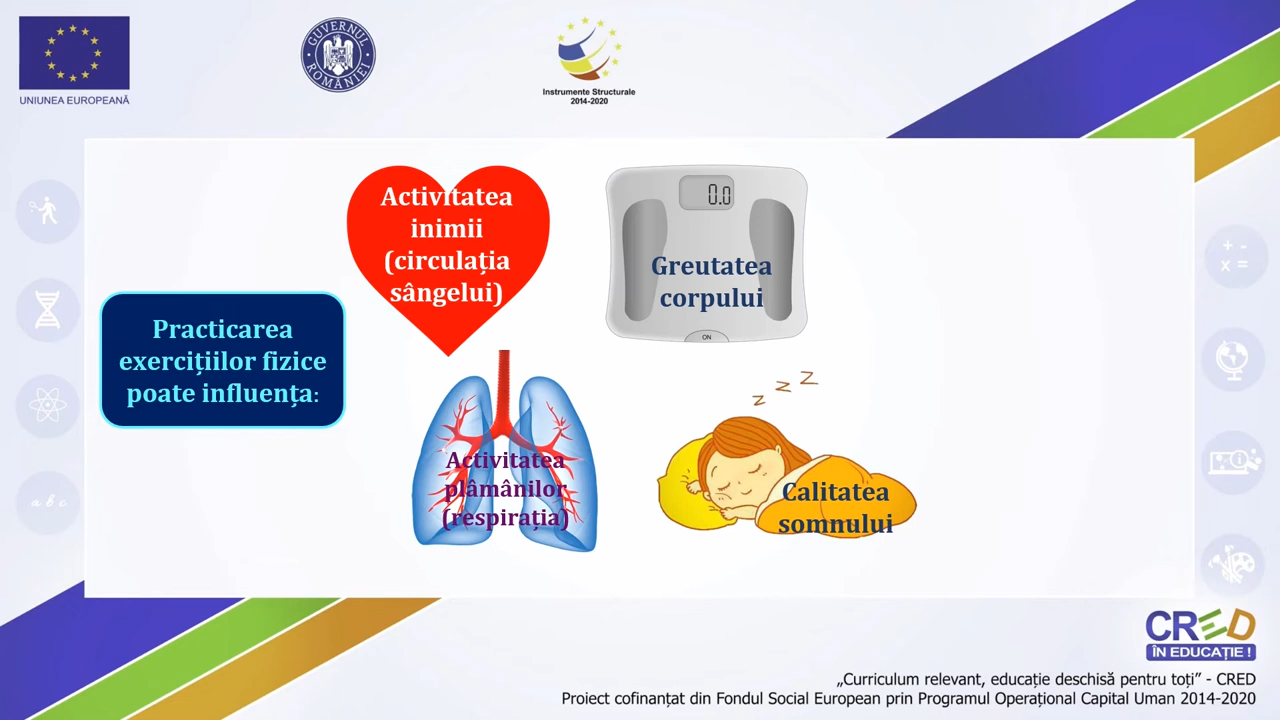 UNIUNEA EUROPEANĂ
GUVERNUL ROMÂNIEI
Instrumente Structurale
2014-2020
Activitatea
inimii
(circulația
sângelui)
0.0
Greutatea
corpului
ON
Practicarea
exercițiilor fizice
poate influența:
z z z
Activitatea
plâmânilor
(respirația)
Calitatea
somnului
+ -
x =
a b c
CRED
ÎN EDUCAȚIE !
„Curriculum relevant, educație deschisă pentru toți” - CRED
Proiect cofinanțat din Fondul Social European prin Programul Operațional Capital Uman 2014-2020